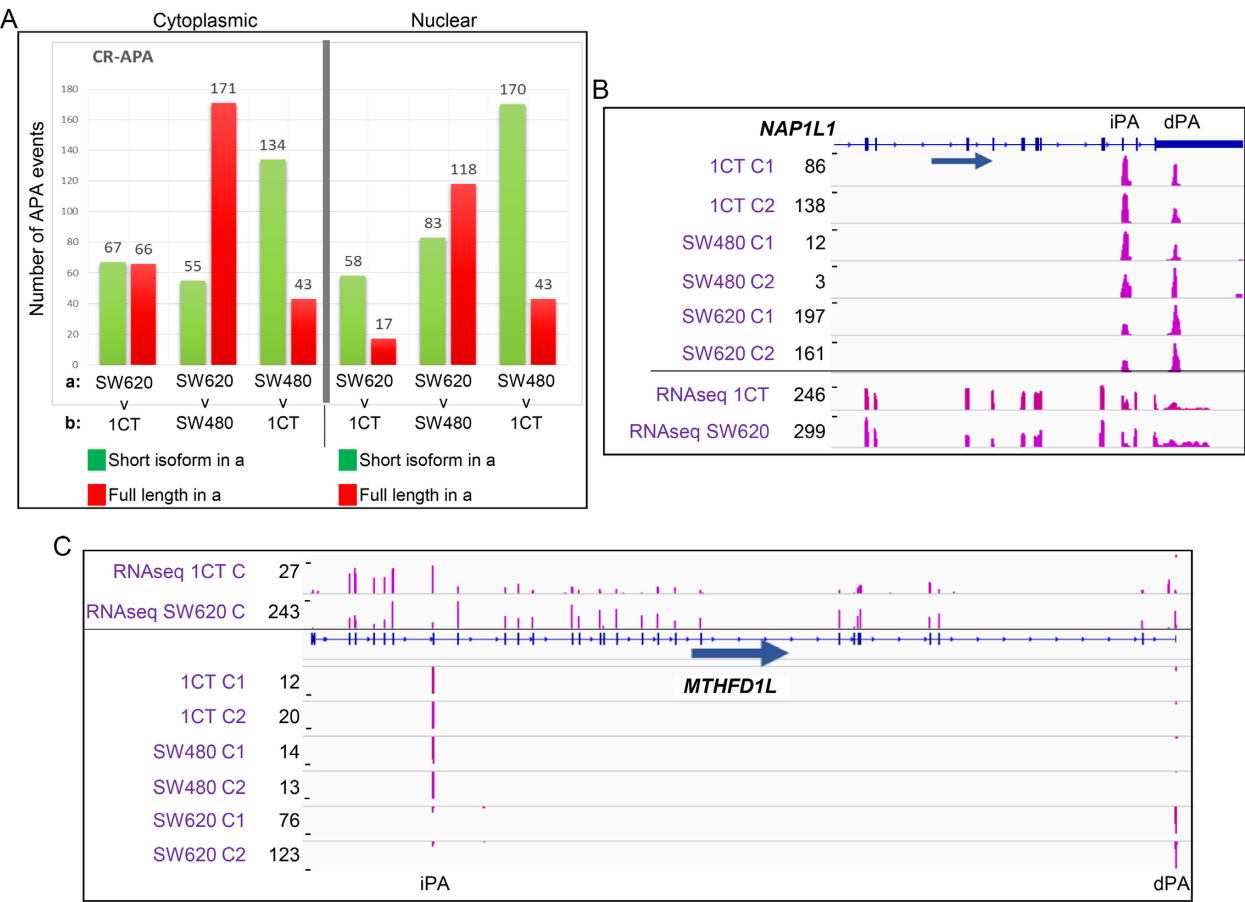 A
Cytoplasmic Nuclear
CR-APA
Number of APA events
180
160
140
120
100
80
60
40
20
0
67 66 55 171 134 43 58 17 83 118 170 43
a: SW620 SW620 SW480 SW620 SW620 SW480
v v v v v v
b: 1CT SW480 1CT 1CT SW480 1CT
Short isoform in a Short isoform in a
Full length in a Full length in a
B
iPA dPA
NAP1L1
1CT C1 86
1CT C2 138
SW480 C1 12
SW480 C2 3
SW620 C1 197
SW620 C2 161
RNAseq 1CT 246
RNAseq SW620 299
C
RNAseq 1CT C 27
RNAseq SW620 C 243
MTHFD1L
1CT C1 12
1CT C2 20
SW480 C1 14
SW480 C2 13
SW620 C1 76
SW620 C2 123
iPA dPA